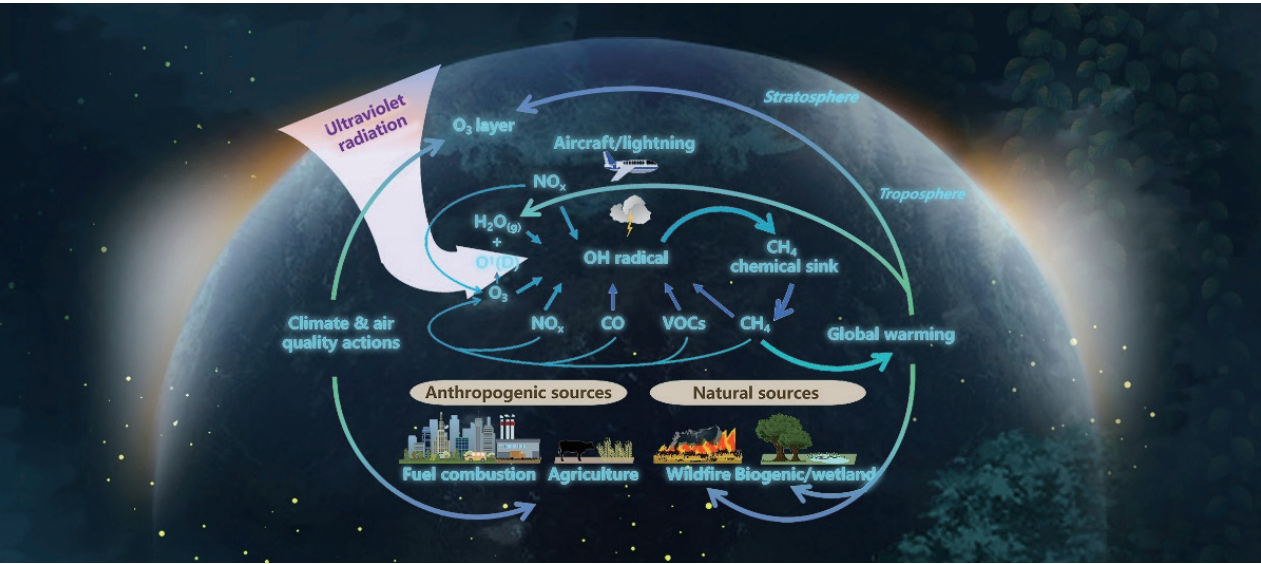 Ultraviolet
radiation
O₃ layer
Stratosphere
Aircraft/lightning
Troposphere
NOₓ
H₂O₍g₎
+
O¹(D)
OH radical
CH₄
chemical sink
O₃
Climate & air
quality actions
NOₓ
CO
VOCs
CH₄
Global warming
Anthropogenic sources
Natural sources
Fuel combustion
Agriculture
Wildfire
Biogenic/wetland